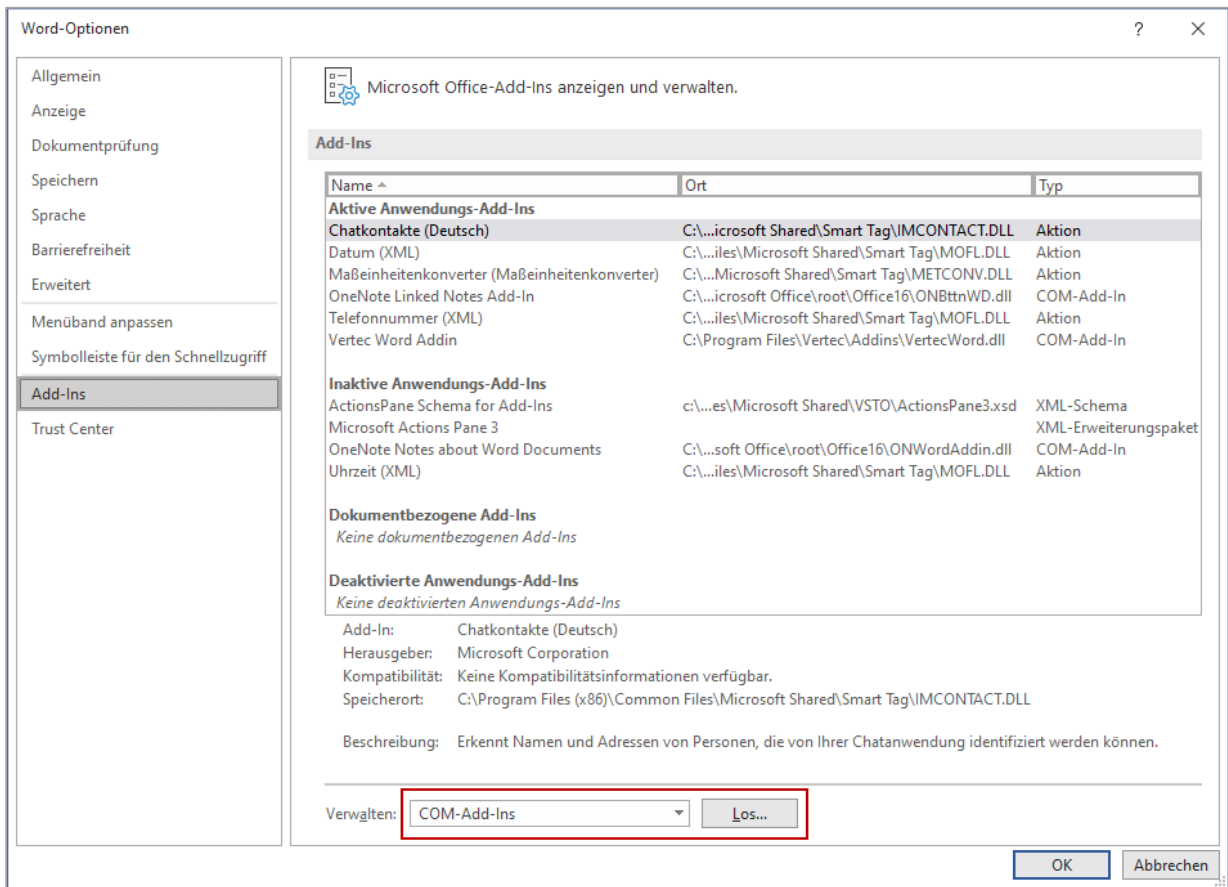 Word-Optionen ?
Allgemein
Anzeige
Dokumentprüfung
Speichern
Sprache
Barrierefreiheit
Erweitert
Menüband anpassen
Symbolleiste für den Schnellzugriff
Add-Ins
Trust Center
Microsoft Office-Add-Ins anzeigen und verwalten.
Add-Ins
Name Ort Typ
Aktive Anwendungs-Add-Ins
Chatkontakte (Deutsch) C:\...icrosoft Shared\Smart Tag\IMCONTACT.DLL Aktion
Datum (XML) C:\...iles\Microsoft Shared\Smart Tag\MOFL.DLL Aktion
Maßeinheitenkonverter (Maßeinheitenkonverter) C:\...Microsoft Shared\Smart Tag\METCONV.DLL Aktion
OneNote Linked Notes Add-In C:\...icrosoft Office\root\Office16\ONBttnWD.dll COM-Add-In
Telefonnummer (XML) C:\...iles\Microsoft Shared\Smart Tag\MOFL.DLL Aktion
Vertec Word Addin C:\Program Files\Vertec\Addins\VertecWord.dll COM-Add-In
Inaktive Anwendungs-Add-Ins
ActionsPane Schema for Add-Ins c:\...es\Microsoft Shared\VSTO\ActionsPane3.xsd XML-Schema
Microsoft Actions Pane 3 XML-Erweiterungspaket
OneNote Notes about Word Documents C:\...soft Office\root\Office16\ONWordAddin.dll COM-Add-In
Uhrzeit (XML) C:\...iles\Microsoft Shared\Smart Tag\MOFL.DLL Aktion
Dokumentbezogene Add-Ins
Keine dokumentbezogenen Add-Ins
Deaktivierte Anwendungs-Add-Ins
Keine deaktivierten Anwendungs-Add-Ins
Add-In: Chatkontakte (Deutsch)
Herausgeber: Microsoft Corporation
Kompatibilität: Keine Kompatibilitätsinformationen verfügbar.
Speicherort: C:\Program Files (x86)\Common Files\Microsoft Shared\Smart Tag\IMCONTACT.DLL
Beschreibung: Erkennt Namen und Adressen von Personen, die von Ihrer Chatanwendung identifiziert werden können.
Verwalten: COM-Add-Ins Los...
OK Abbrechen